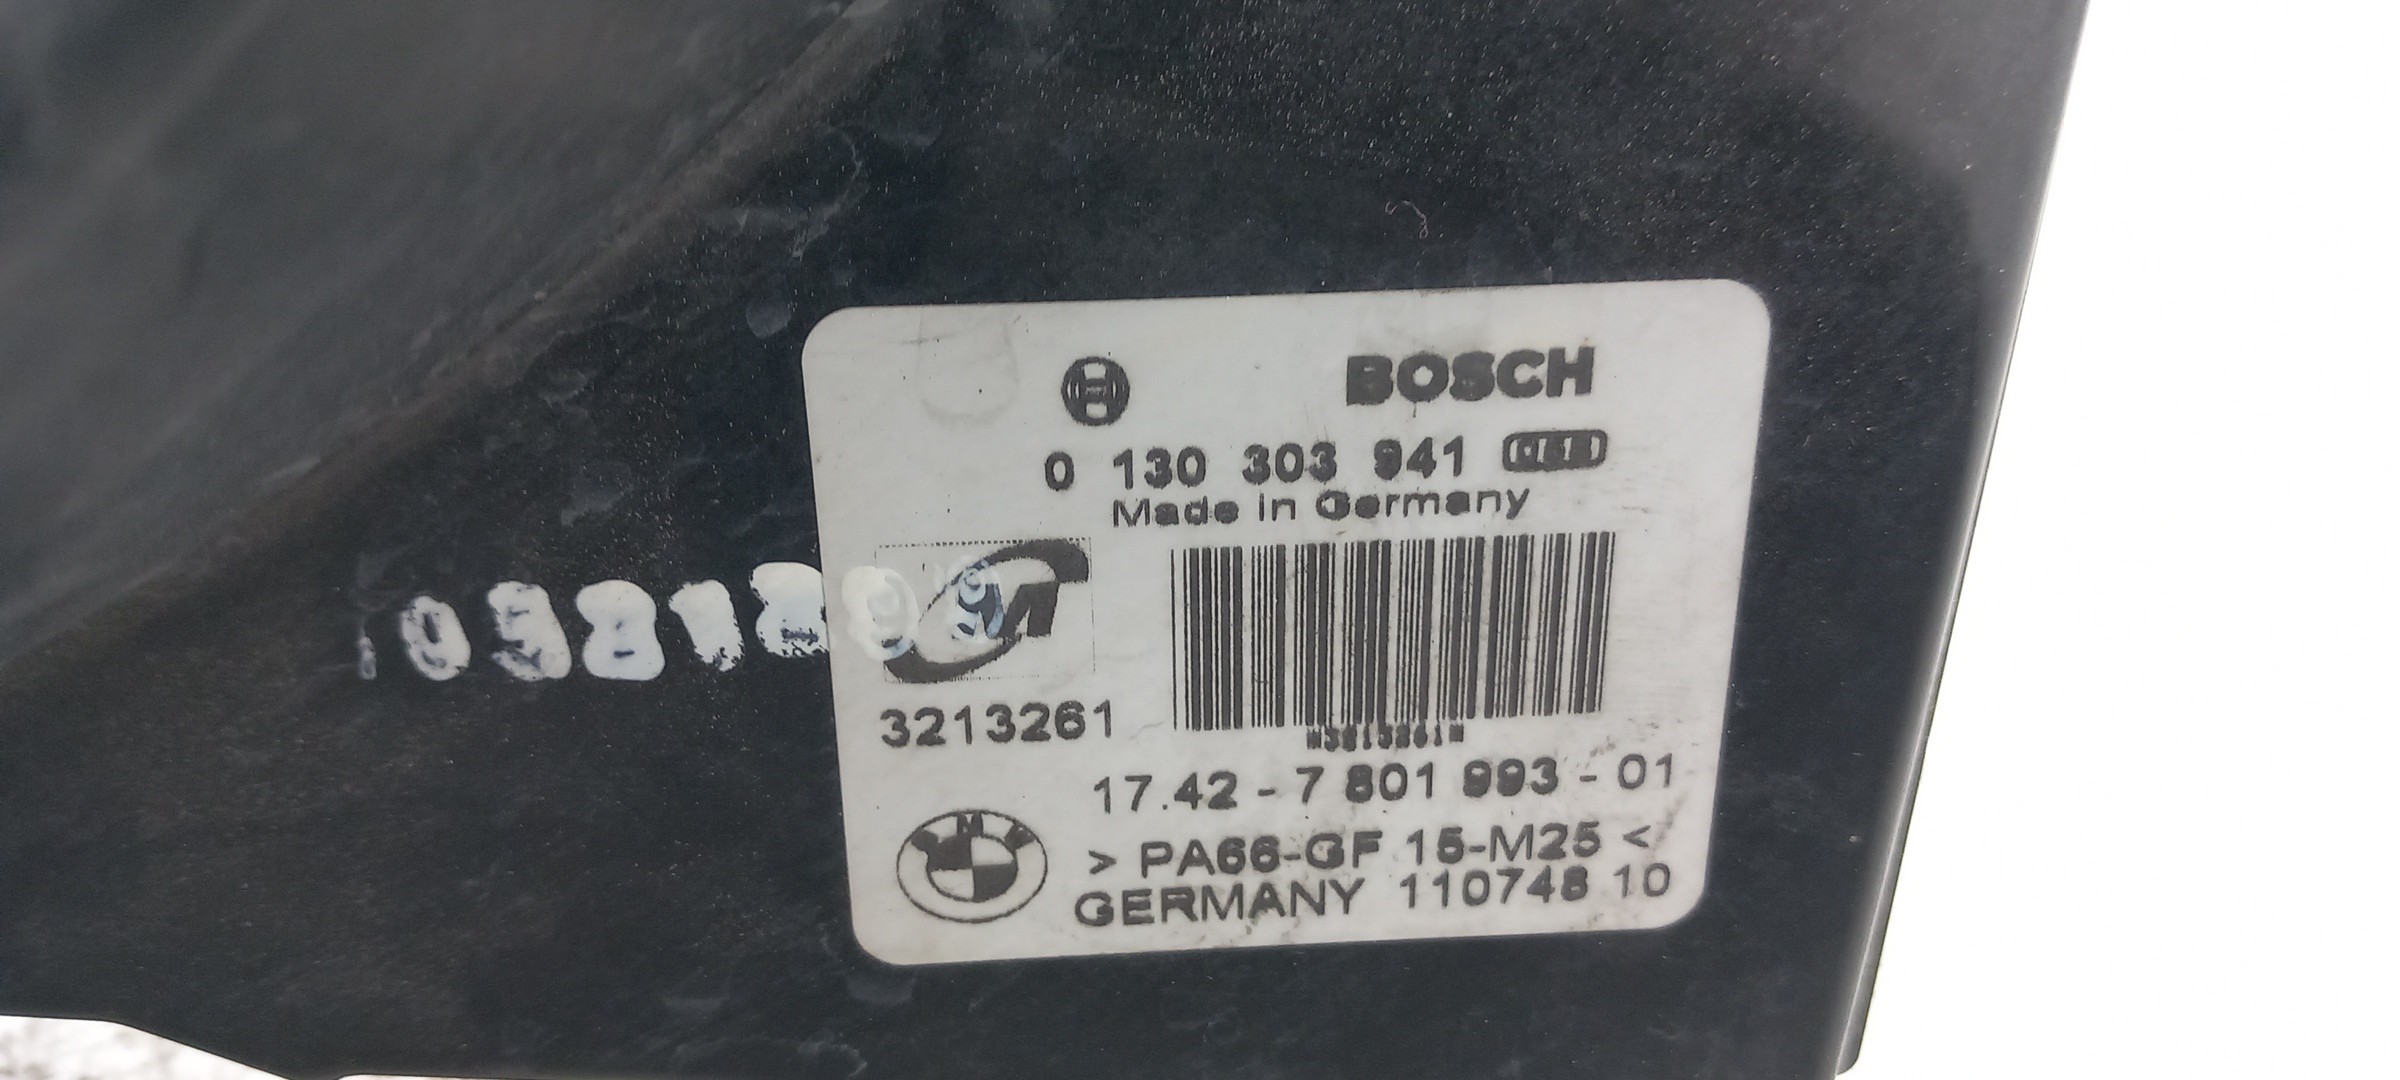 BOSCH
0 130 303 941
Made in Germany
M
3213261
17.42 - 7 801 993 - 01
BMW
> PA66-GF 15-M25 <
GERMANY 110748 10